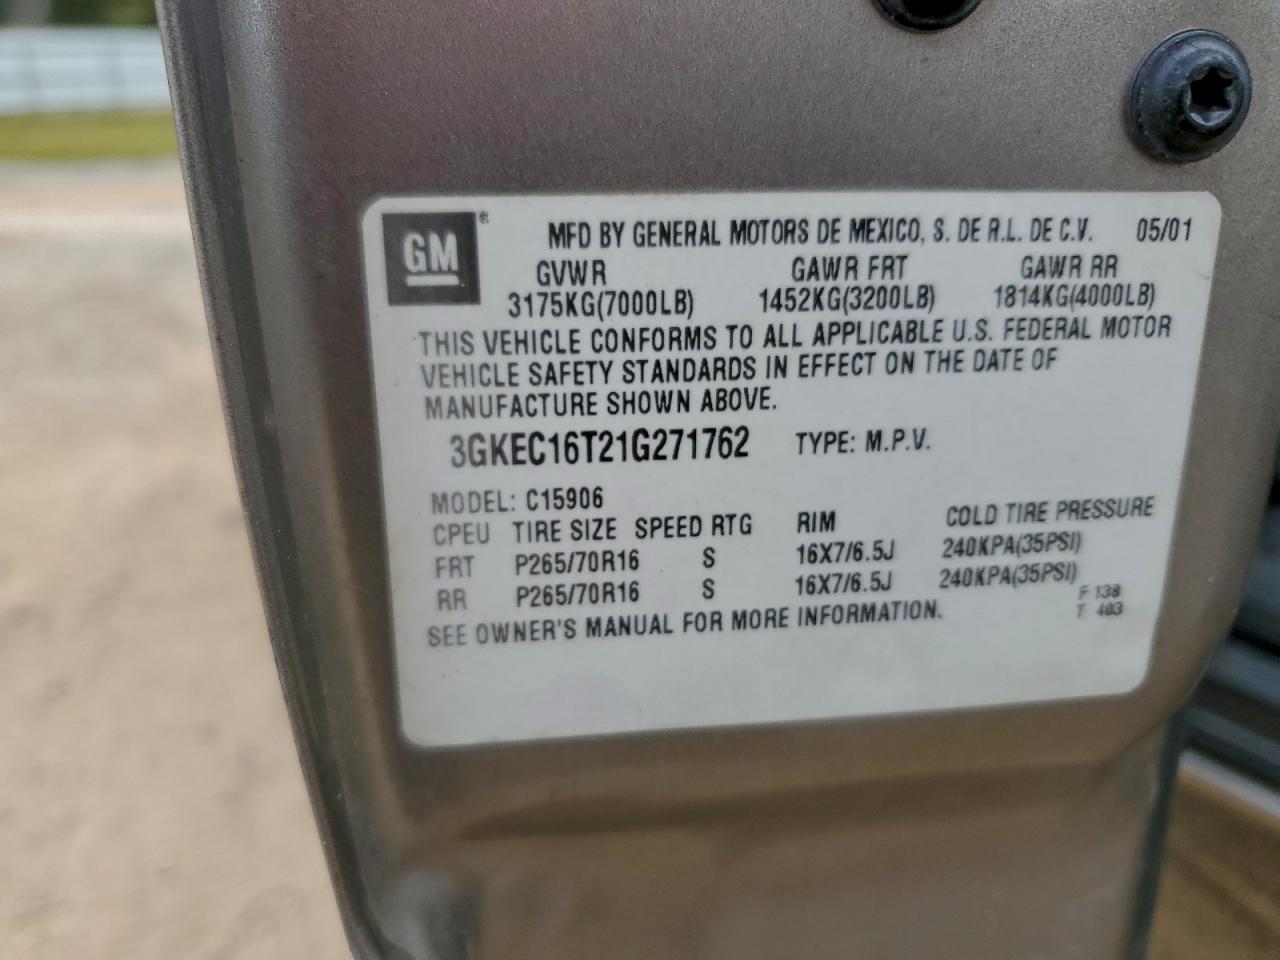 GM® MFD BY GENERAL MOTORS DE MEXICO, S. DE R.L. DE C.V. 05/01
GVWR GAWR FRT GAWR RR
3175KG(7000LB) 1452KG(3200LB) 1814KG(4000LB)
THIS VEHICLE CONFORMS TO ALL APPLICABLE U.S. FEDERAL MOTOR
VEHICLE SAFETY STANDARDS IN EFFECT ON THE DATE OF
MANUFACTURE SHOWN ABOVE.
3GKEC16T21G271762 TYPE: M.P.V.
MODEL: C15906
CPEU TIRE SIZE SPEED RTG RIM COLD TIRE PRESSURE
FRT P265/70R16 S 16X7/6.5J 240KPA(35PSI)
RR P265/70R16 S 16X7/6.5J 240KPA(35PSI)
SEE OWNER'S MANUAL FOR MORE INFORMATION.
F 138
T 403